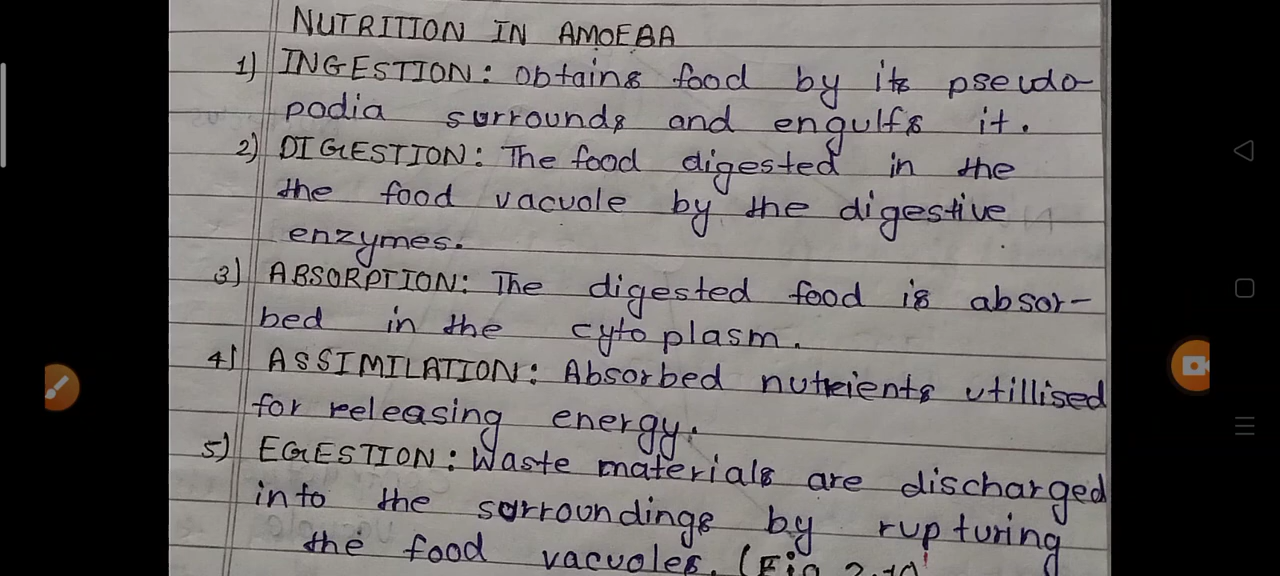 NUTRITION IN AMOEBA
1) INGESTION: obtains food by its pseudo-
podia surrounds and engulfs it.
2) DIGESTION: The food digested in the
the food vacuole by the digestive
enzymes.
3) ABSORPTION: The digested food is absor-
bed in the cytoplasm.
4) ASSIMILATION: Absorbed nutrients utillised
for releasing energy.
5) EGESTION: Waste materials are discharged
into the surroundings by rupturing
the food vacuoles. (Fig